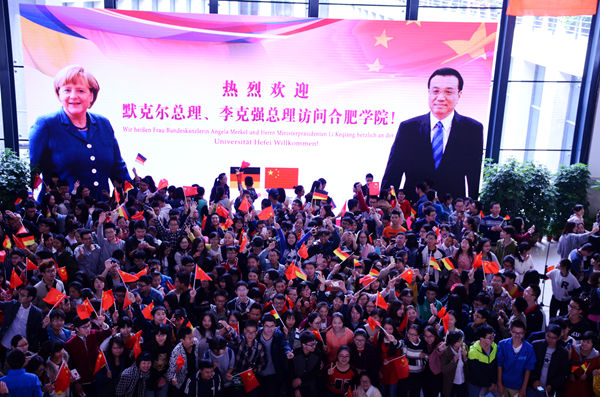 热烈欢迎
默克尔总理、李克强总理访问合肥学院!
Wir heißen Frau Bundeskanzlerin Angela Merkel und Herrn Ministerpräsidenten Li Keqiang herzlich an der
Universität Hefei Willkommen!